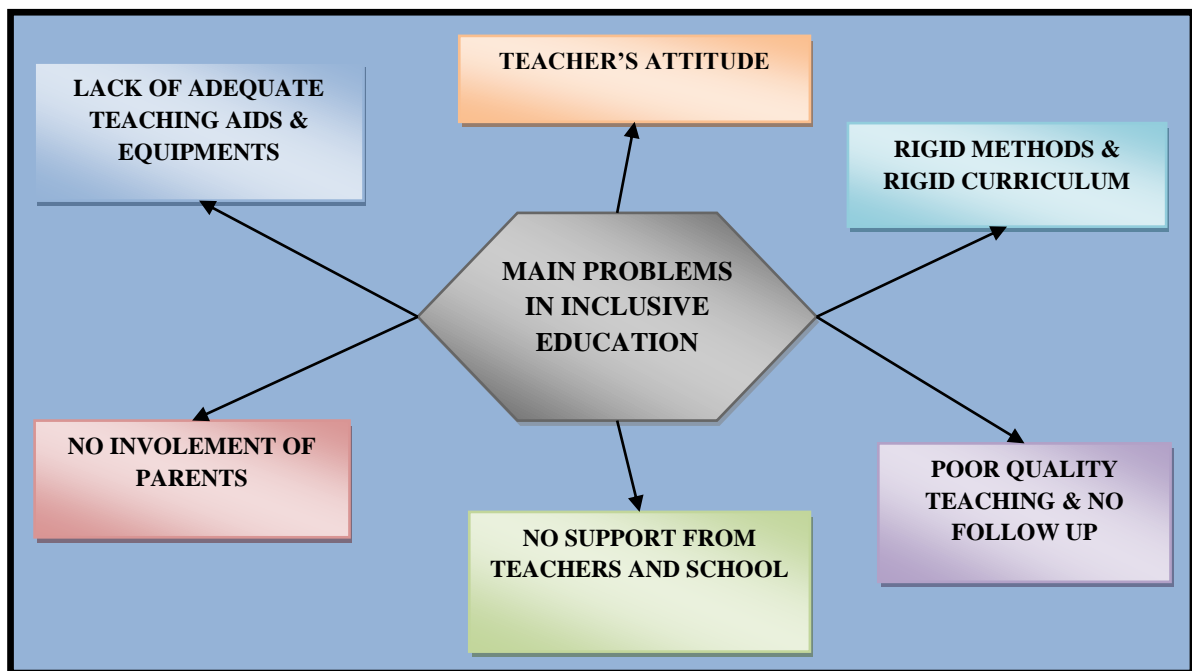 TEACHER’S ATTITUDE
LACK OF ADEQUATE
TEACHING AIDS &
EQUIPMENTS
RIGID METHODS &
RIGID CURRICULUM
MAIN PROBLEMS
IN INCLUSIVE
EDUCATION
NO INVOLEMENT OF
PARENTS
POOR QUALITY
TEACHING & NO
FOLLOW UP
NO SUPPORT FROM
TEACHERS AND SCHOOL